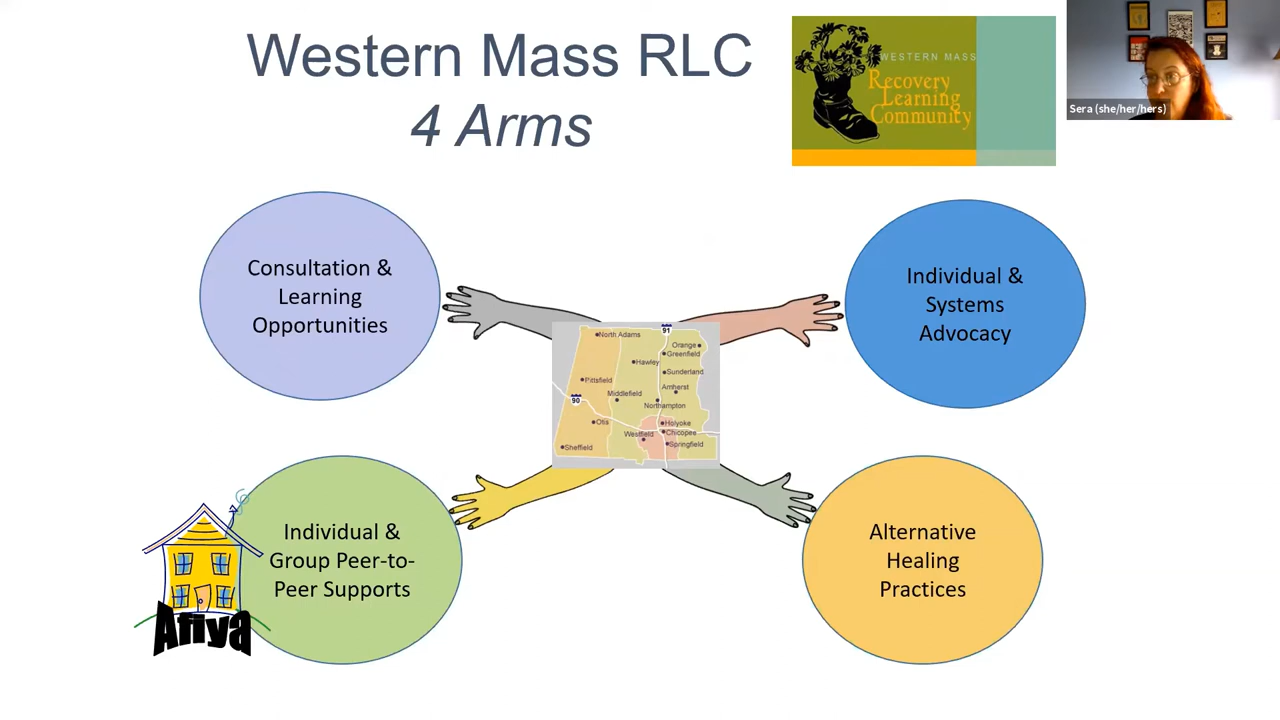 Western Mass RLC
4 Arms
WESTERN MASS
Recovery
Learning
Community
Sera (she/her/hers)
Consultation &
Learning
Opportunities
Individual &
Systems
Advocacy
91
North Adams
Orange
Greenfield
Hawley
Sunderland
Pittsfield
Amherst
Middlefield
90
Northampton
Otis
Holyoke
Chicopee
Westfield
Springfield
Sheffield
Individual &
Group Peer-to-
Peer Supports
Afiya
Alternative
Healing
Practices